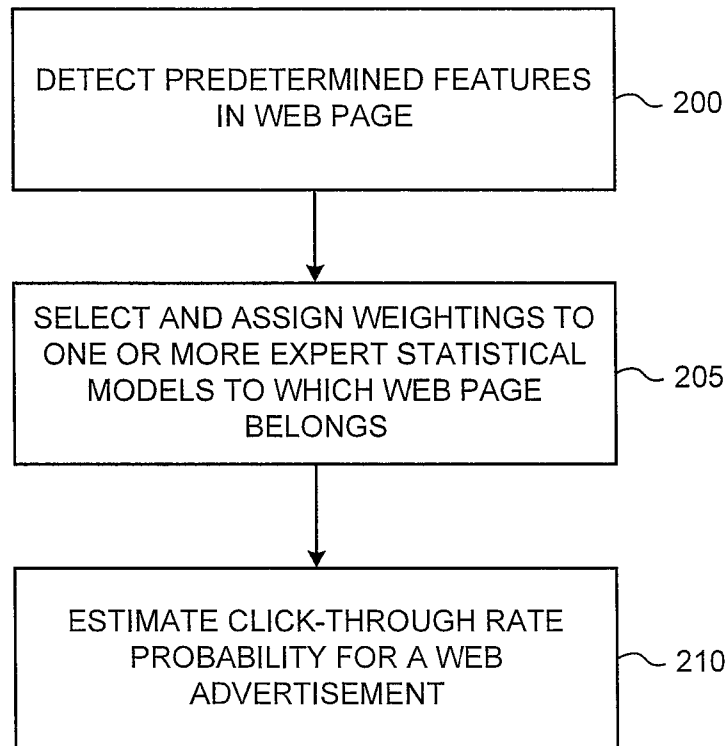 DETECT PREDETERMINED FEATURES
IN WEB PAGE
200
SELECT AND ASSIGN WEIGHTINGS TO
ONE OR MORE EXPERT STATISTICAL
MODELS TO WHICH WEB PAGE
BELONGS
205
ESTIMATE CLICK-THROUGH RATE
PROBABILITY FOR A WEB
ADVERTISEMENT
210